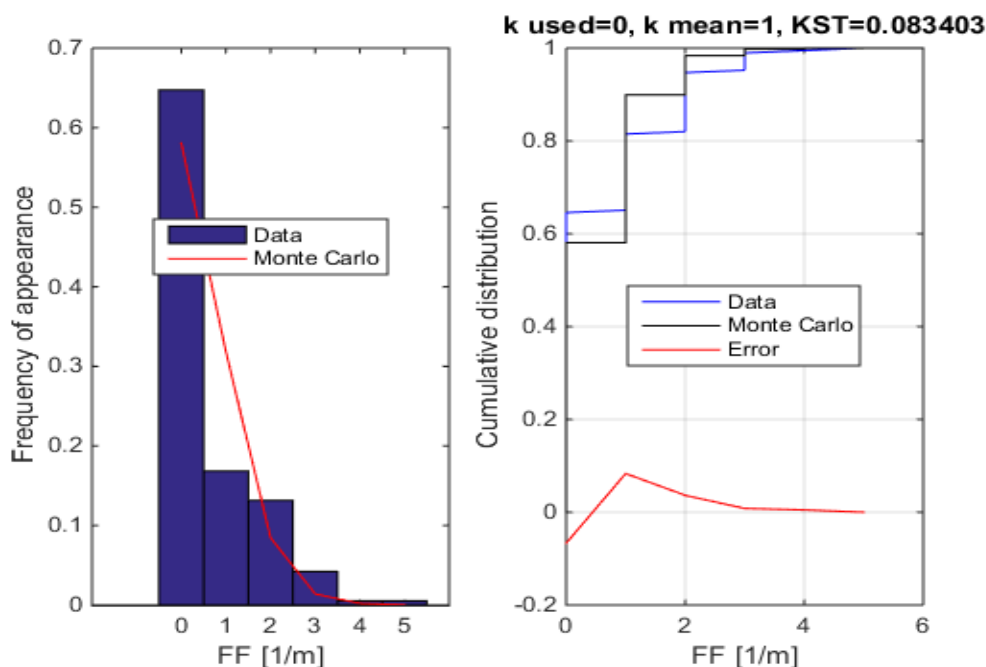 k used=0, k mean=1, KST=0.083403
Frequency of appearance
0.7
0.6
0.5
0.4
0.3
0.2
0.1
0
Data
Monte Carlo
0 1 2 3 4 5
FF [1/m]
Cumulative distribution
1
0.8
0.6
0.4
0.2
0
-0.2
Data
Monte Carlo
Error
0 2 4 6
FF [1/m]